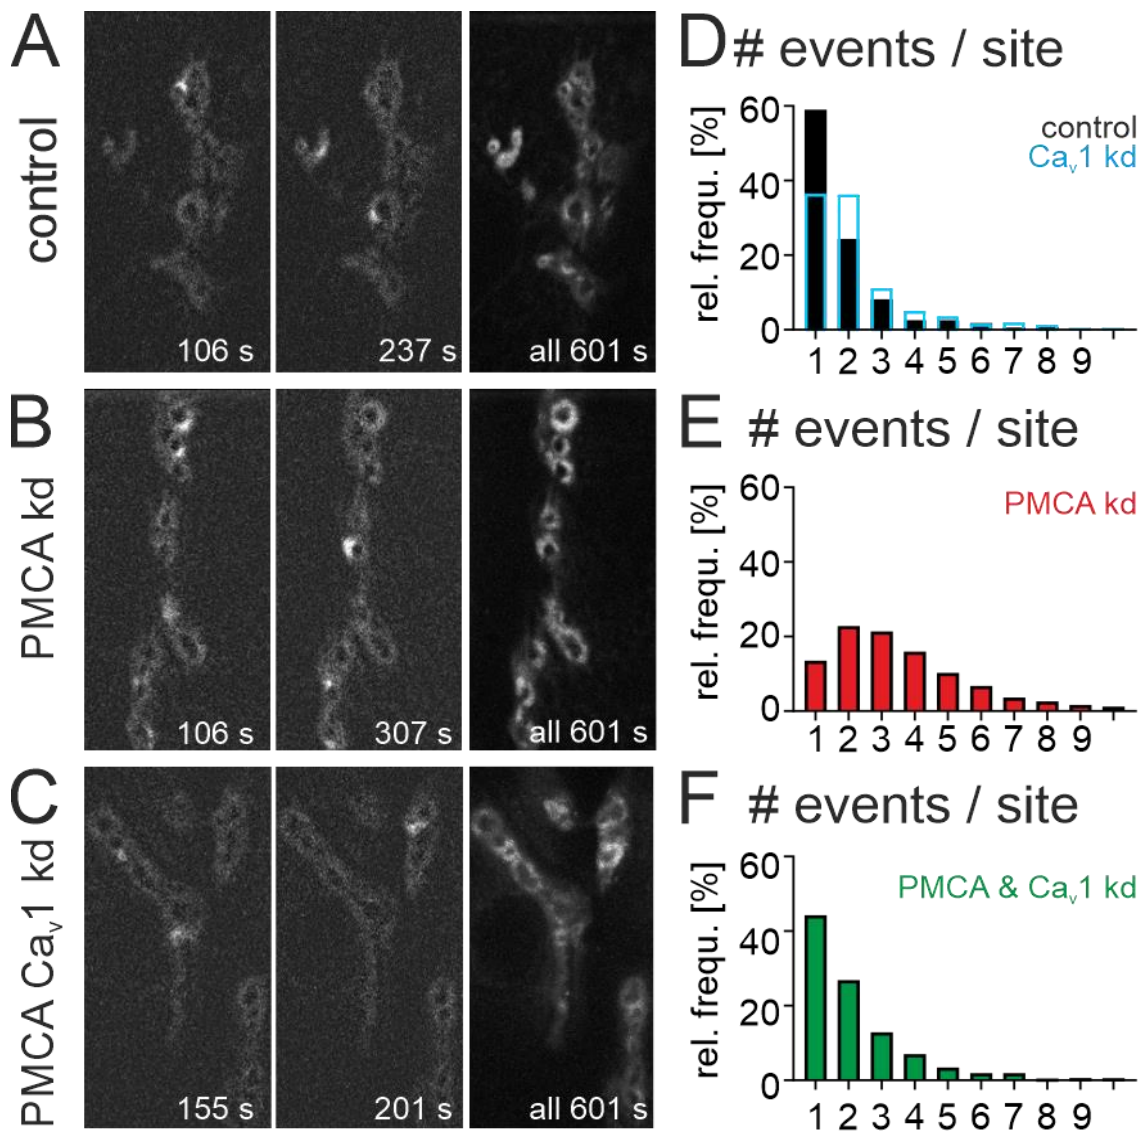 A
control
106 s
237 s
all 601 s
D # events / site
rel. frequ. [%]
60
40
20
0
control
Cav1 kd
1 2 3 4 5 6 7 8 9
B
PMCA kd
106 s
307 s
all 601 s
E # events / site
rel. frequ. [%]
60
40
20
0
PMCA kd
1 2 3 4 5 6 7 8 9
C
PMCA Cav1 kd
155 s
201 s
all 601 s
F # events / site
rel. frequ. [%]
60
40
20
0
PMCA & Cav1 kd
1 2 3 4 5 6 7 8 9